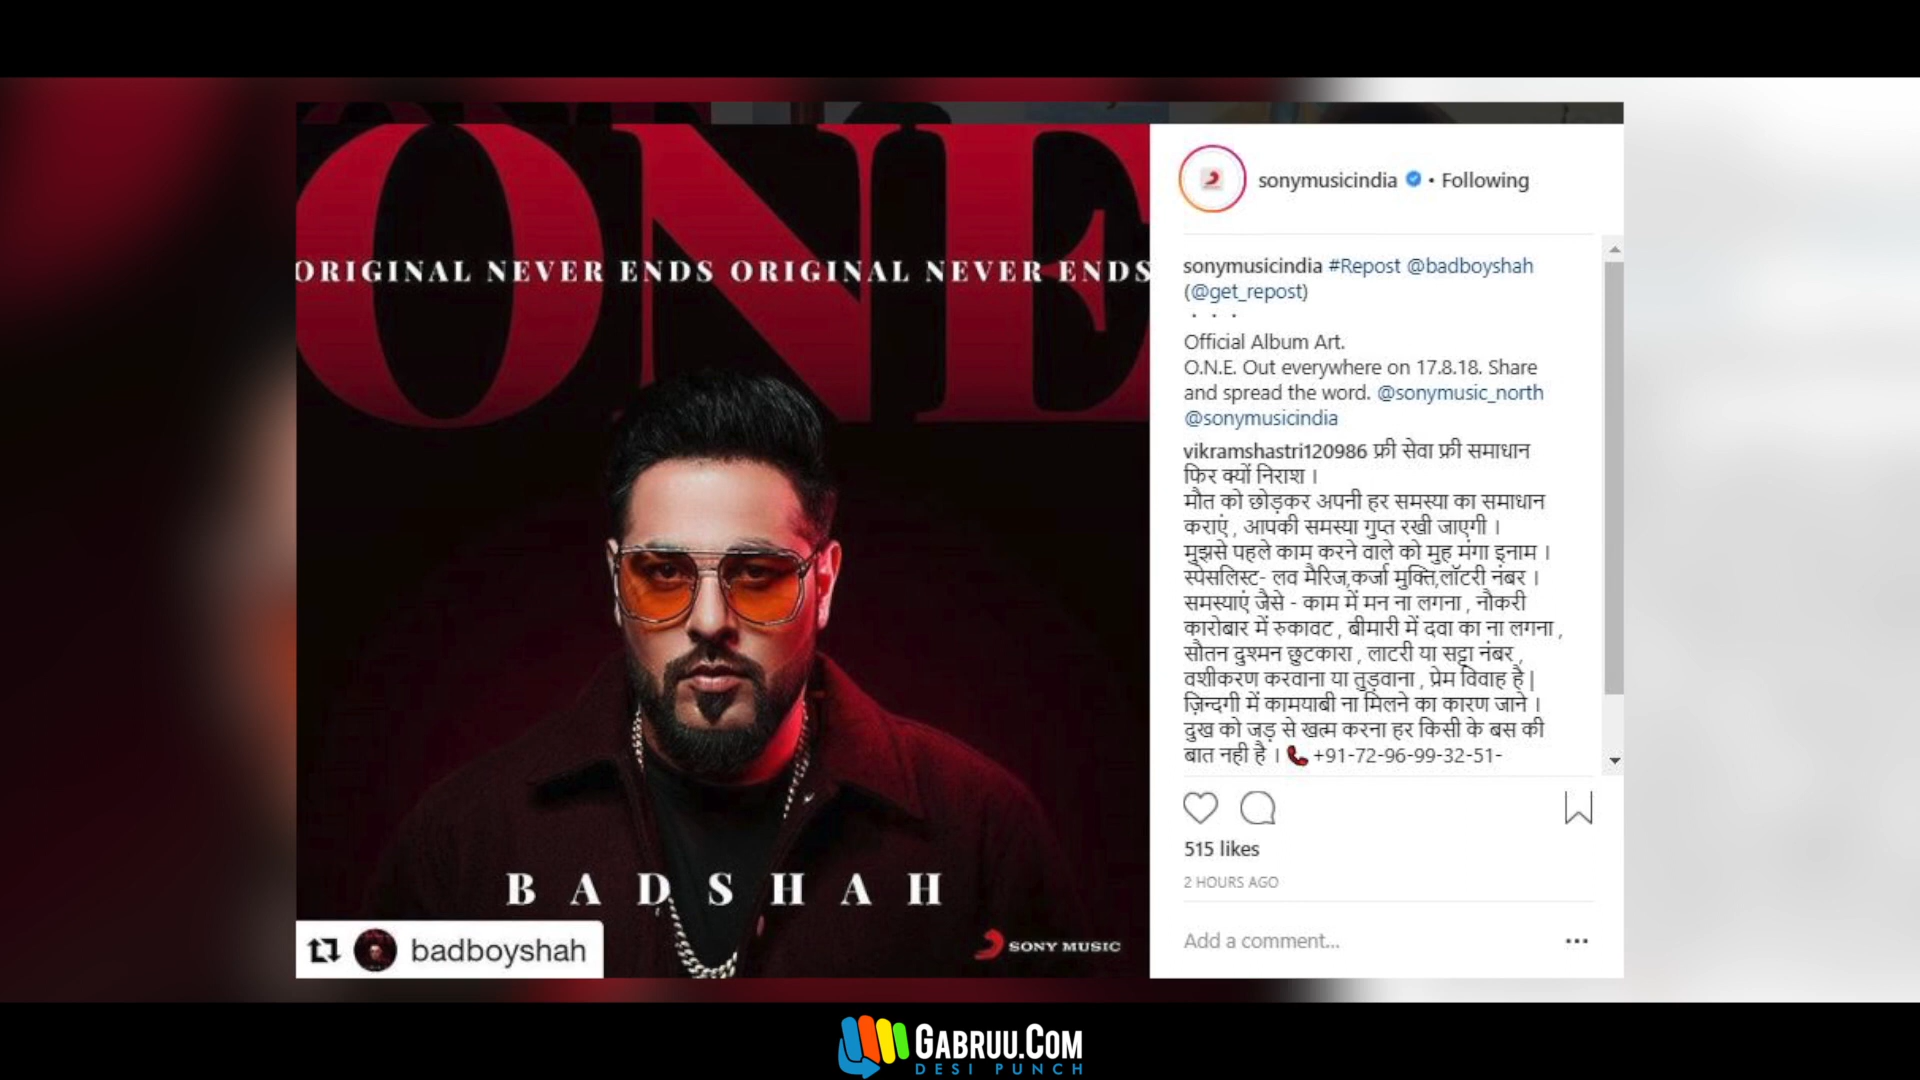 ONE
ORIGINAL NEVER ENDS ORIGINAL NEVER ENDS
BADSHAH
SONY MUSIC
badboyshah
sonymusicindia • Following
sonymusicindia #Repost @badboyshah
(@get_repost)
・・・
Official Album Art.
O.N.E. Out everywhere on 17.8.18. Share
and spread the word. @sonymusic_north
@sonymusicindia
vikramshastri120986 फ्री सेवा फ्री समाधान
फिर क्यों निराश ।
मौत को छोड़कर अपनी हर समस्या का समाधान
कराएं , आपकी समस्या गुप्त रखी जाएगी ।
मुझसे पहले काम करने वाले को मुह मंगा इनाम ।
स्पेसलिस्ट- लव मैरिज,कर्जा मुक्ति,लॉटरी नंबर ।
समस्याएं जैसे - काम में मन ना लगना , नौकरी
कारोबार में रुकावट , बीमारी में दवा का ना लगना ,
सौतन दुश्मन छुटकारा , लाटरी या सट्टा नंबर ,
वशीकरण करवाना या तुड़वाना , प्रेम विवाह है|
ज़िन्दगी में कामयाबी ना मिलने का कारण जाने ।
दुख को जड़ से खत्म करना हर किसी के बस की
बात नही है । 📞 +91-72-96-99-32-51-
515 likes
2 HOURS AGO
Add a comment...
GABRUU.COM
DESI PUNCH